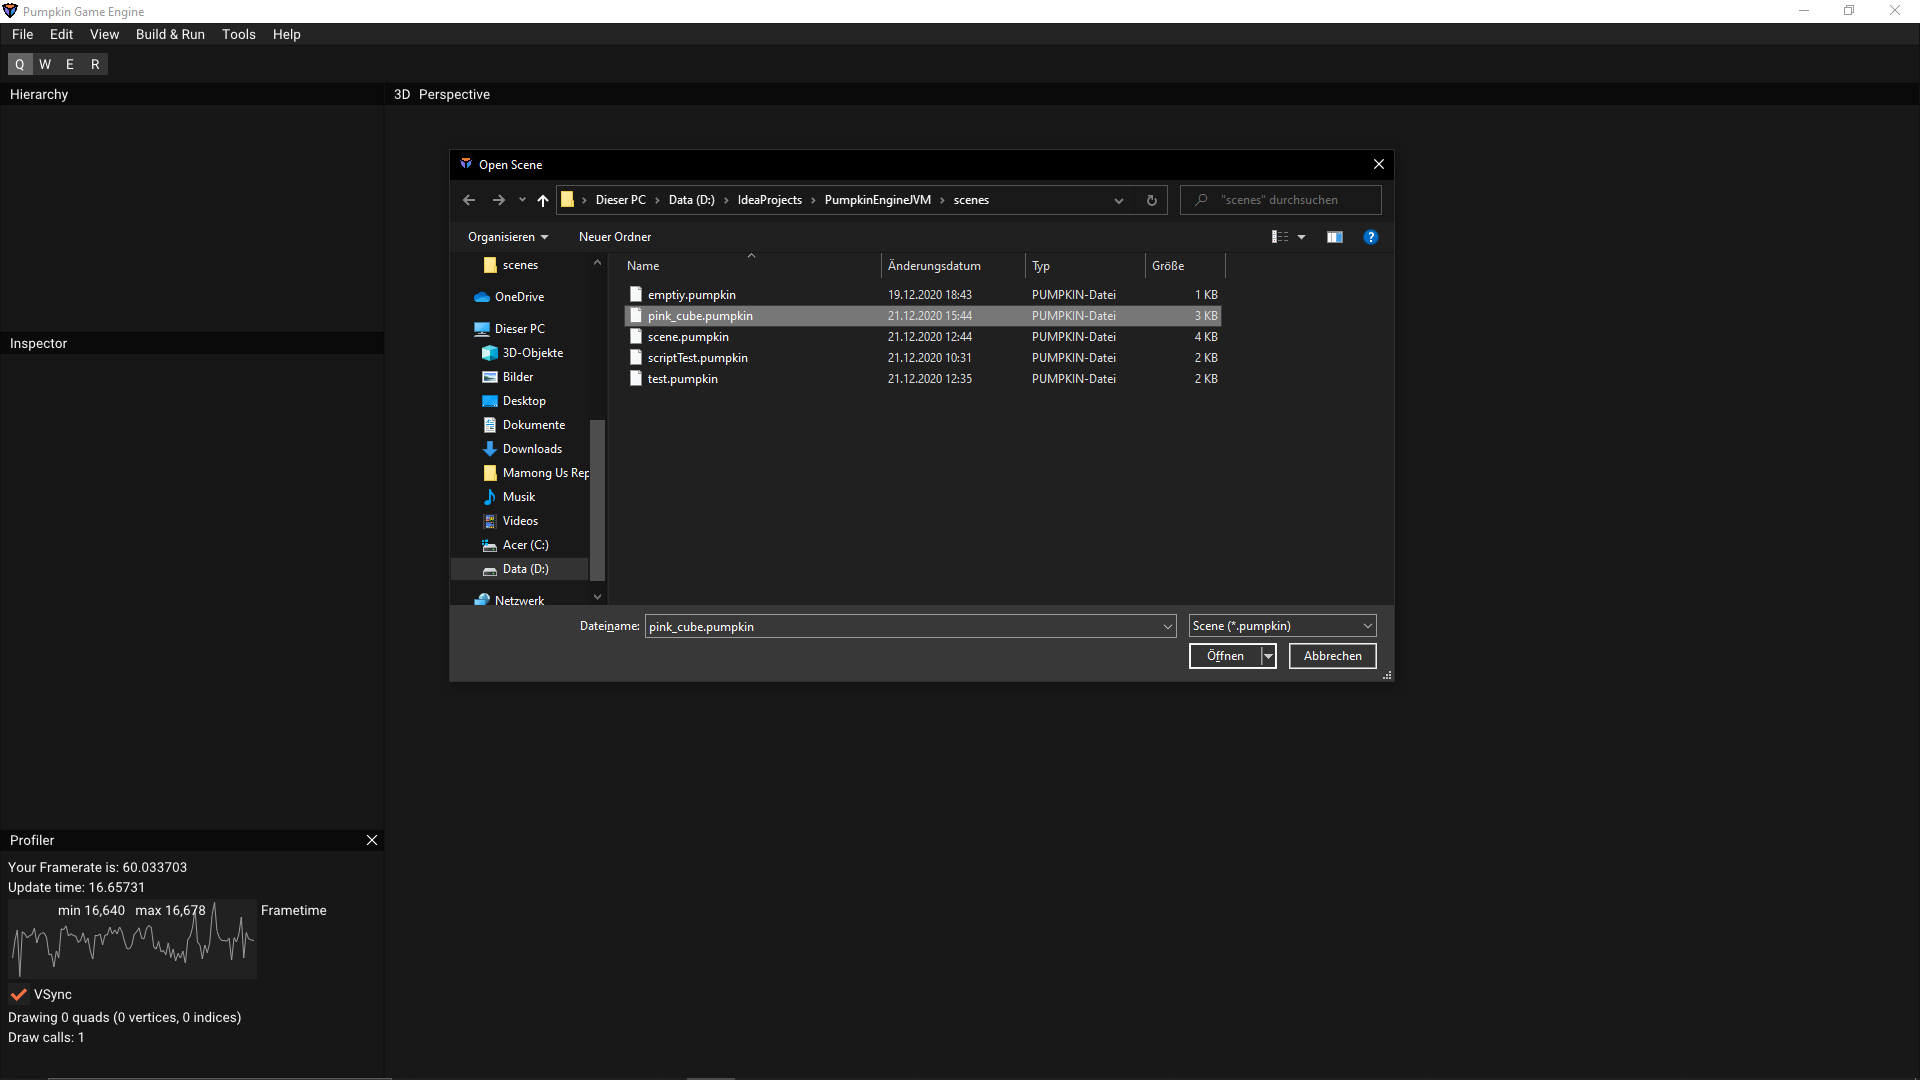 Pumpkin Game Engine
File Edit View Build & Run Tools Help
Q W E R
Hierarchy
3D Perspective
Open Scene
Dieser PC › Data (D:) › IdeaProjects › PumpkinEngineJVM › scenes
"scenes" durchsuchen
Organisieren Neuer Ordner
?
scenes
OneDrive
Dieser PC
3D-Objekte
Bilder
Desktop
Dokumente
Downloads
Mamong Us Rep
Musik
Videos
Acer (C:)
Data (D:)
Netzwerk
Name Änderungsdatum Typ Größe
emptiy.pumpkin 19.12.2020 18:43 PUMPKIN-Datei 1 KB
pink_cube.pumpkin 21.12.2020 15:44 PUMPKIN-Datei 3 KB
scene.pumpkin 21.12.2020 12:44 PUMPKIN-Datei 4 KB
scriptTest.pumpkin 21.12.2020 10:31 PUMPKIN-Datei 2 KB
test.pumpkin 21.12.2020 12:35 PUMPKIN-Datei 2 KB
Dateiname: pink_cube.pumpkin Scene (*.pumpkin)
Öffnen Abbrechen
Inspector
Profiler
Your Framerate is: 60.033703
Update time: 16.65731
min 16,640 max 16,678 Frametime
VSync
Drawing 0 quads (0 vertices, 0 indices)
Draw calls: 1